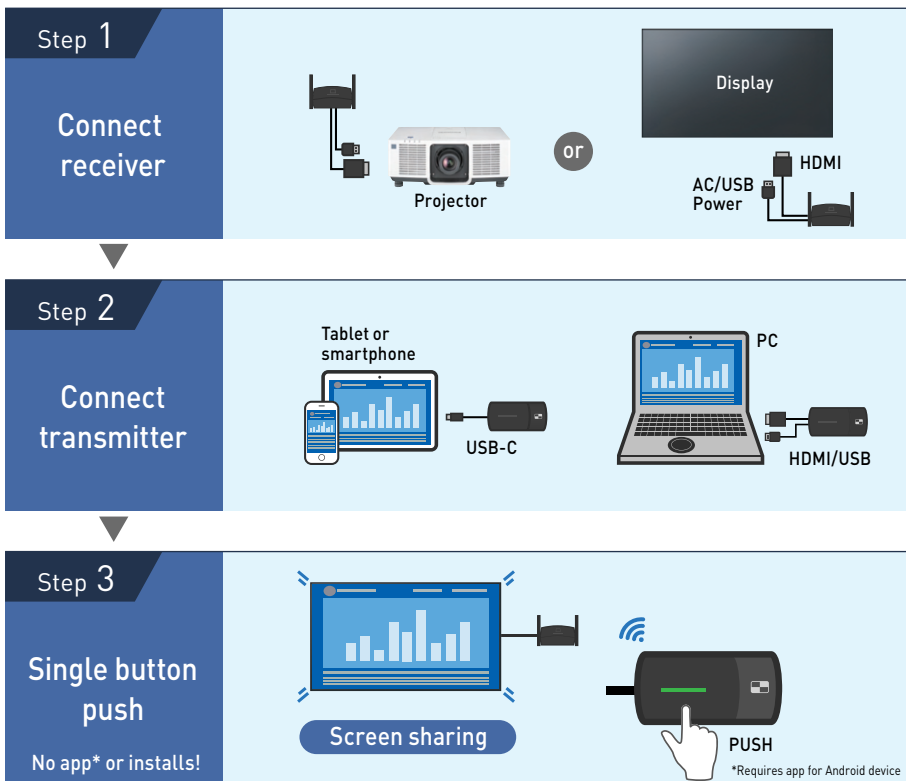 Step 1
Connect
receiver
Projector
or
Display
HDMI
AC/USB
Power
Step 2
Connect
transmitter
Tablet or
smartphone
USB-C
PC
HDMI/USB
Step 3
Single button
push
No app* or installs!
Screen sharing
PUSH
*Requires app for Android device